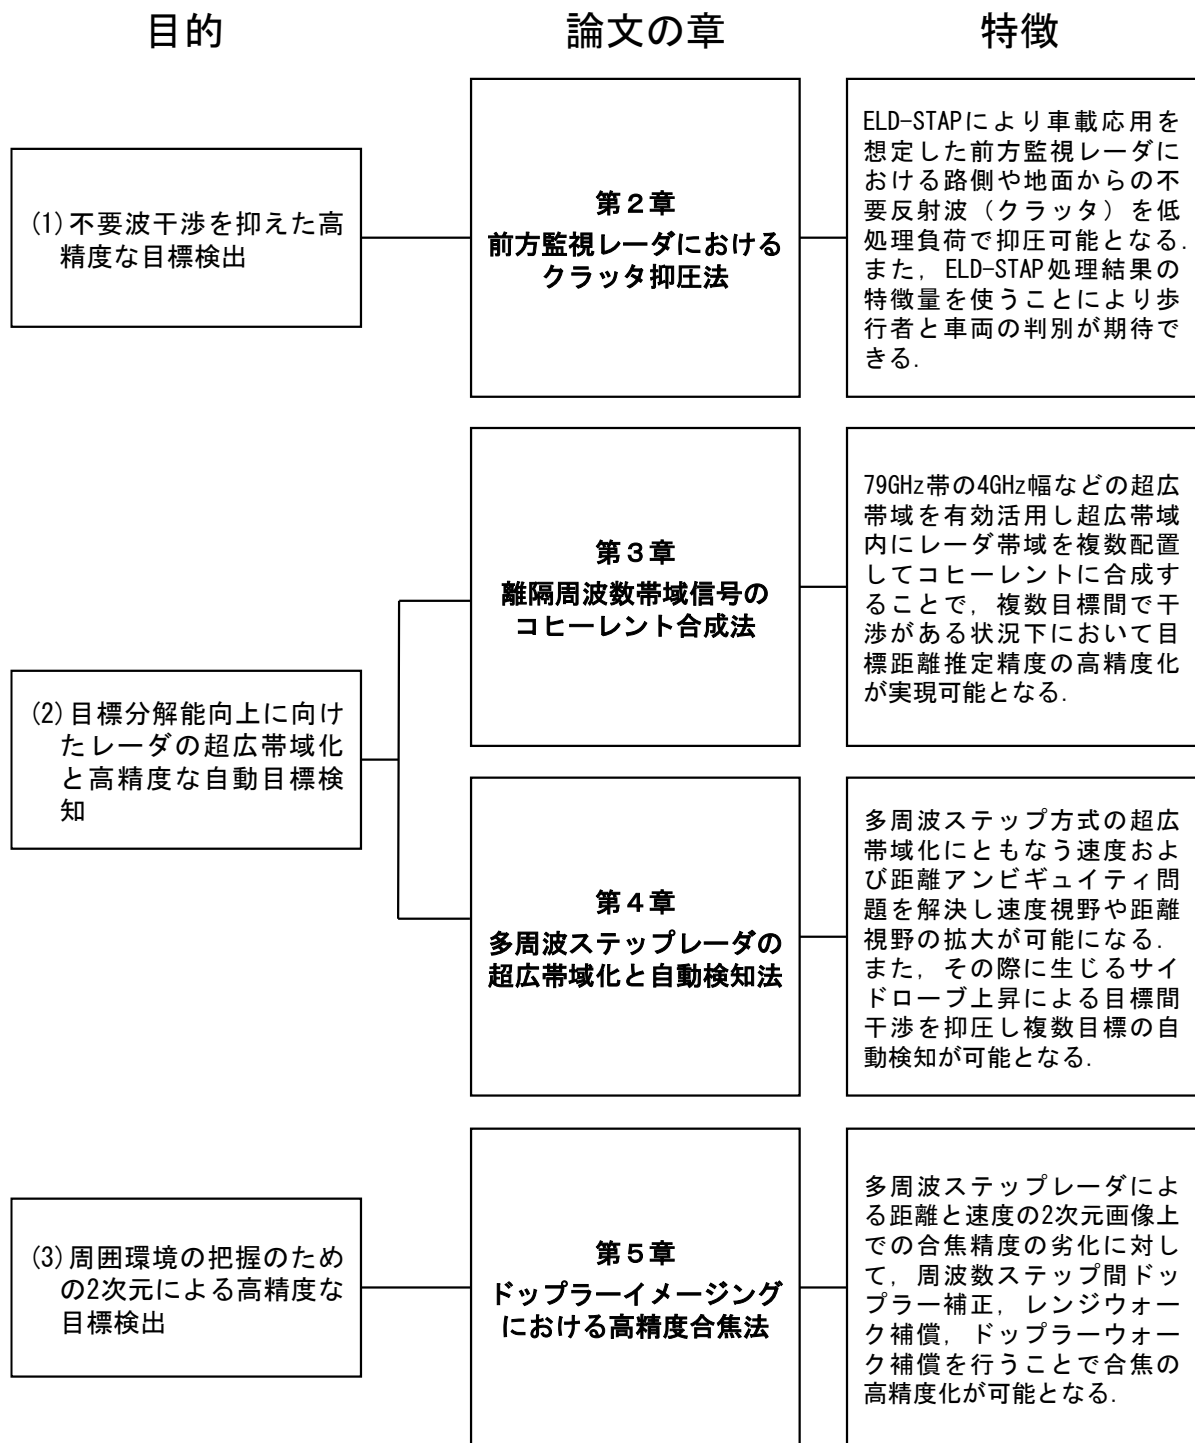 目的
論文の章
特徴
(1)不要波干渉を抑えた高
精度な目標検出
第２章
前方監視レーダにおける
クラッタ抑圧法
ELD-STAPにより車載応用を
想定した前方監視レーダに
おける路側や地面からの不
要反射波（クラッタ）を低
処理負荷で抑圧可能となる.
また, ELD-STAP処理結果の
特徴量を使うことにより歩
行者と車両の判別が期待で
きる.
(2)目標分解能向上に向け
たレーダの超広帯域化
と高精度な自動目標検
知
第３章
離隔周波数帯域信号の
コヒーレント合成法
79GHz帯の4GHz幅などの超広
帯域を有効活用し超広帯域
内にレーダ帯域を複数配置
してコヒーレントに合成す
ることで, 複数目標間で干
渉がある状況下において目
標距離推定精度の高精度化
が実現可能となる.
第４章
多周波ステップレーダの
超広帯域化と自動検知法
多周波ステップ方式の超広
帯域化にともなう速度およ
び距離アンビギュイティ問
題を解決し速度視野や距離
視野の拡大が可能になる.
また, その際に生じるサイ
ドローブ上昇による目標間
干渉を抑圧し複数目標の自
動検知が可能となる.
(3)周囲環境の把握のため
の2次元による高精度な
目標検出
第５章
ドップラーイメージング
における高精度合焦法
多周波ステップレーダによ
る距離と速度の2次元画像上
での合焦精度の劣化に対し
て, 周波数ステップ間ドッ
プラー補正, レンジウォー
ク補償, ドップラーウォー
ク補償を行うことで合焦の
高精度化が可能となる.